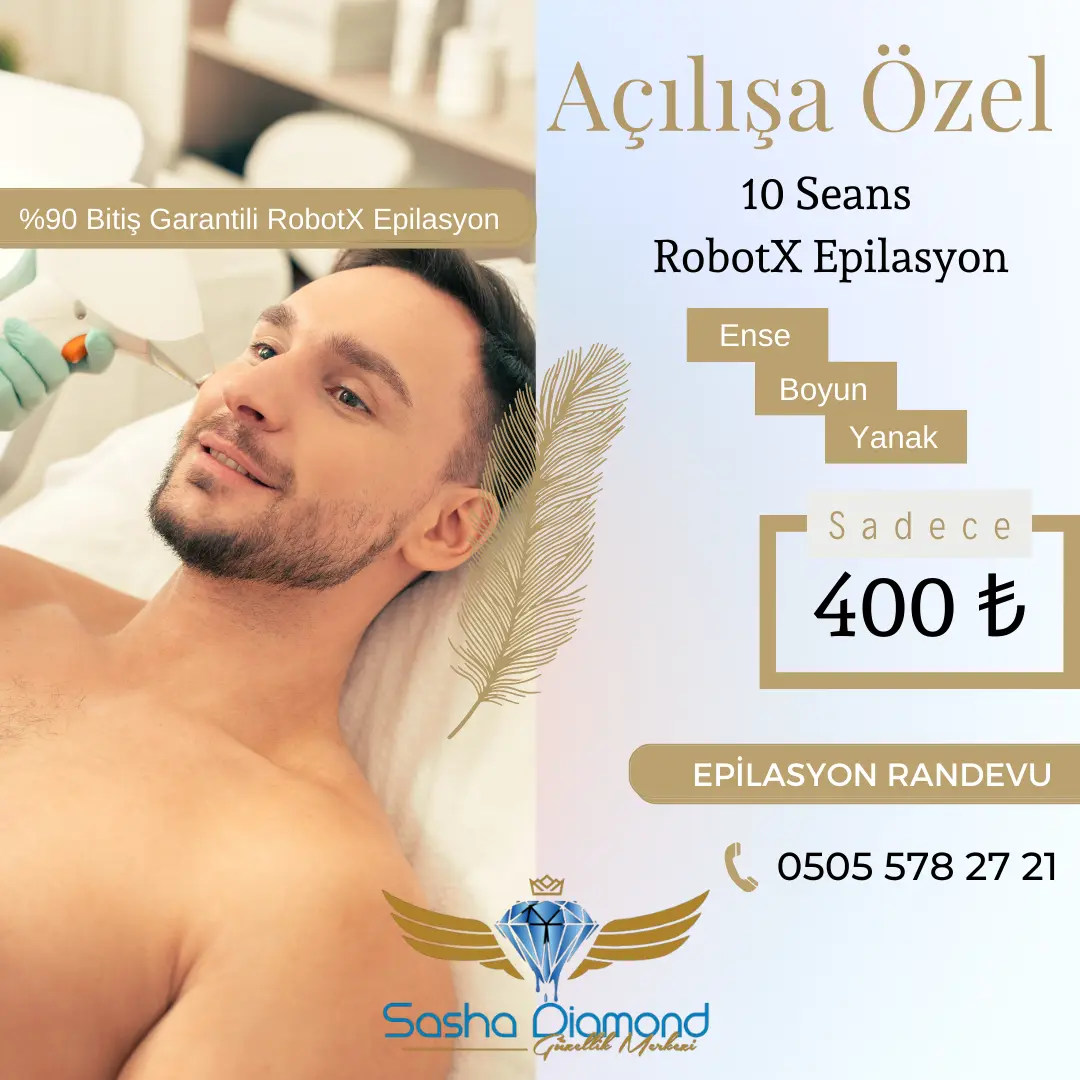 Açılışa Özel
10 Seans
RobotX Epilasyon
%90 Bitiş Garantili RobotX Epilasyon
Ense
Boyun
Yanak
Sadece
400 ₺
EPİLASYON RANDEVU
0505 578 27 21
Sasha Diamond
Güzellik Merkezi